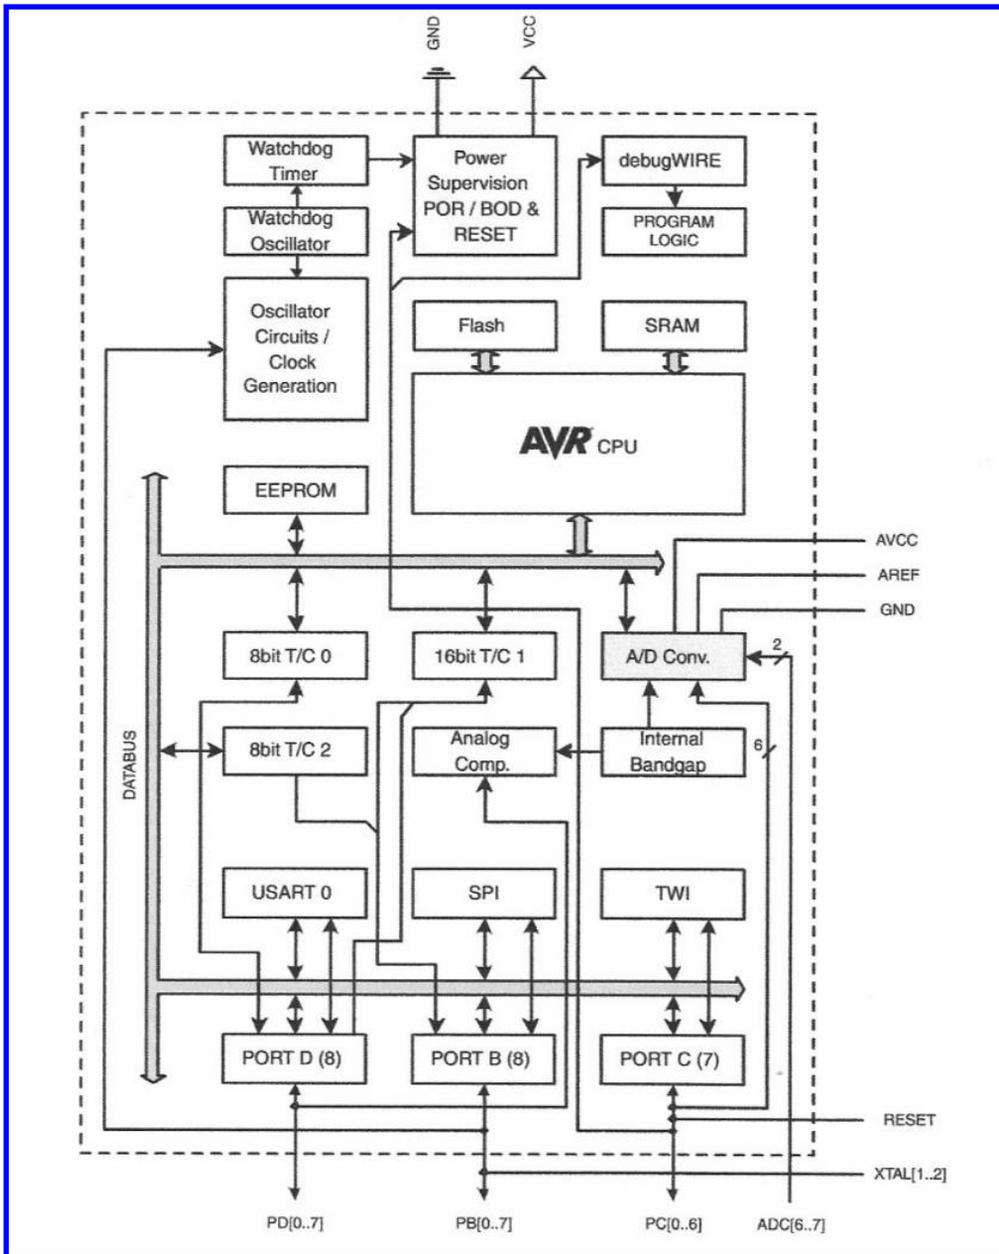 GND
VCC
Watchdog
Timer
Power
Supervision
POR / BOD &
RESET
debugWIRE
Watchdog
Oscillator
PROGRAM
LOGIC
Oscillator
Circuits /
Clock
Generation
Flash
SRAM
AVR CPU
EEPROM
AVCC
AREF
GND
8bit T/C 0
16bit T/C 1
A/D Conv.
2
DATABUS
8bit T/C 2
Analog
Comp.
Internal
Bandgap
6
USART 0
SPI
TWI
PORT D (8)
PORT B (8)
PORT C (7)
RESET
XTAL[1..2]
PD[0..7]
PB[0..7]
PC[0..6]
ADC[6..7]